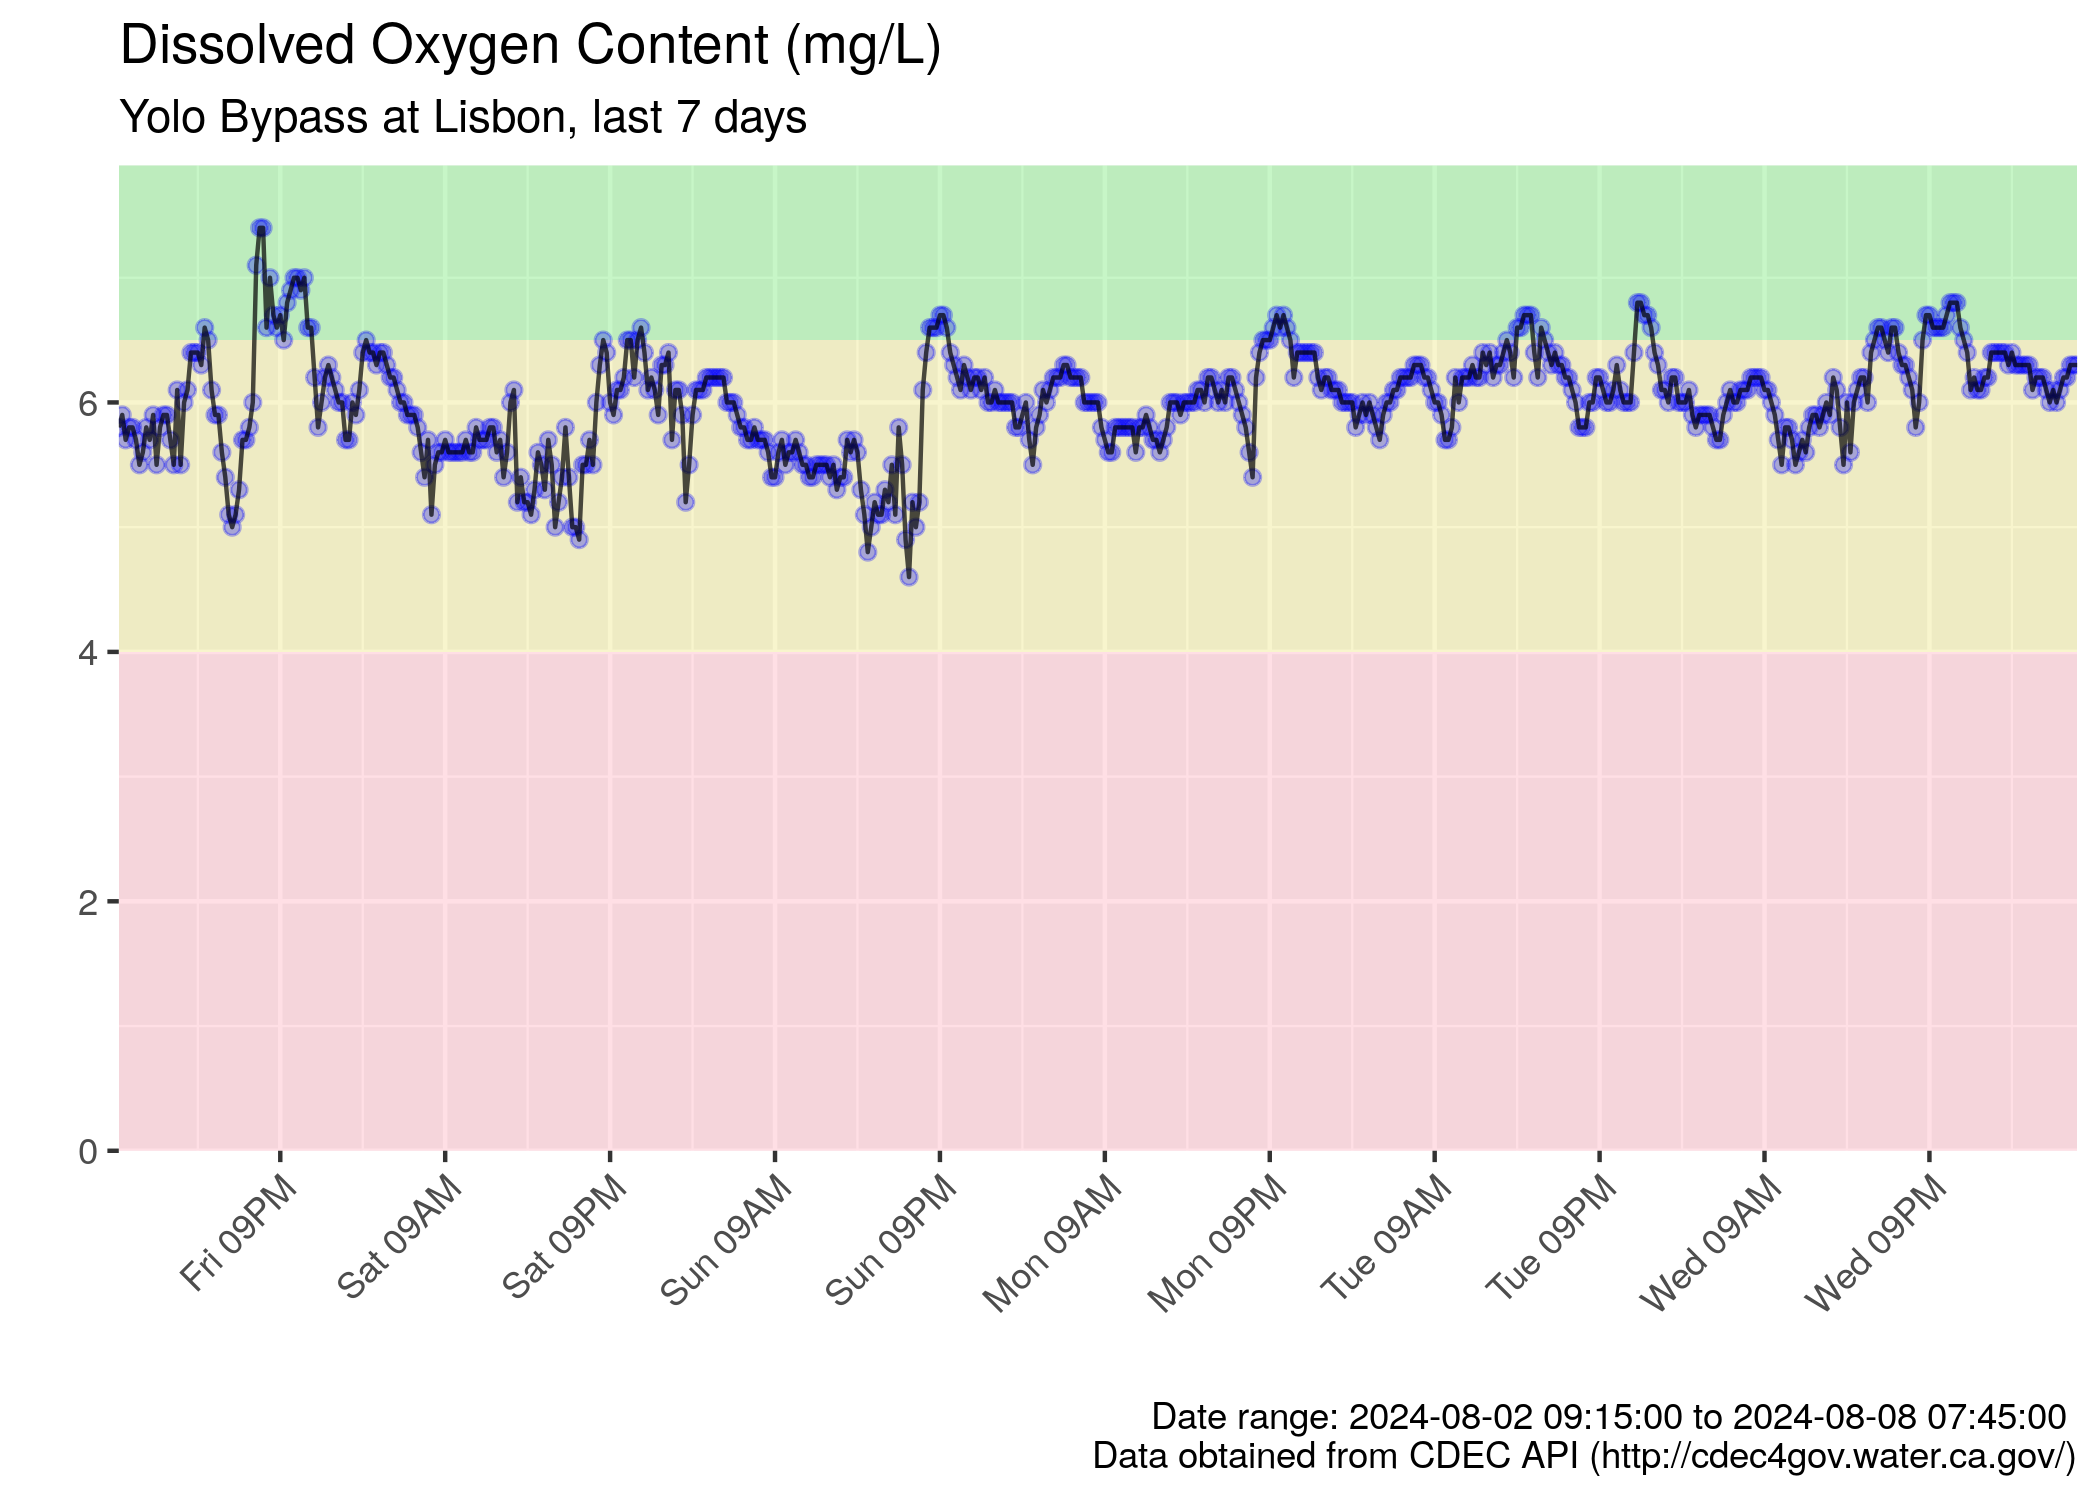 Dissolved Oxygen Content (mg/L)
Yolo Bypass at Lisbon, last 7 days
6
4
2
0
Fri 09PM
Sat 09AM
Sat 09PM
Sun 09AM
Sun 09PM
Mon 09AM
Mon 09PM
Tue 09AM
Tue 09PM
Wed 09AM
Wed 09PM
Date range: 2024-08-02 09:15:00 to 2024-08-08 07:45:00
Data obtained from CDEC API (http://cdec4gov.water.ca.gov/)